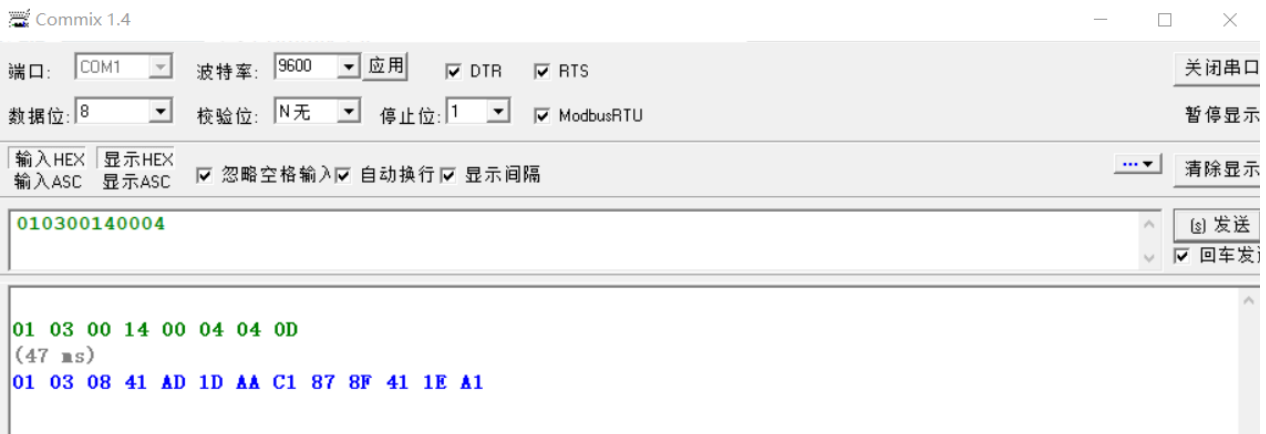 Commix 1.4
端口: COM1 波特率: 9600 应用 DTR RTS 关闭串口
数据位: 8 校验位: N无 停止位: 1 ModbusRTU 暂停显示
输入HEX 显示HEX
输入ASC 显示ASC 忽略空格输入 自动换行 显示间隔 ... 清除显示
010300140004
(s) 发送
回车发
01 03 00 14 00 04 04 0D
(47 ms)
01 03 08 41 AD 1D AA C1 87 8F 41 1E A1